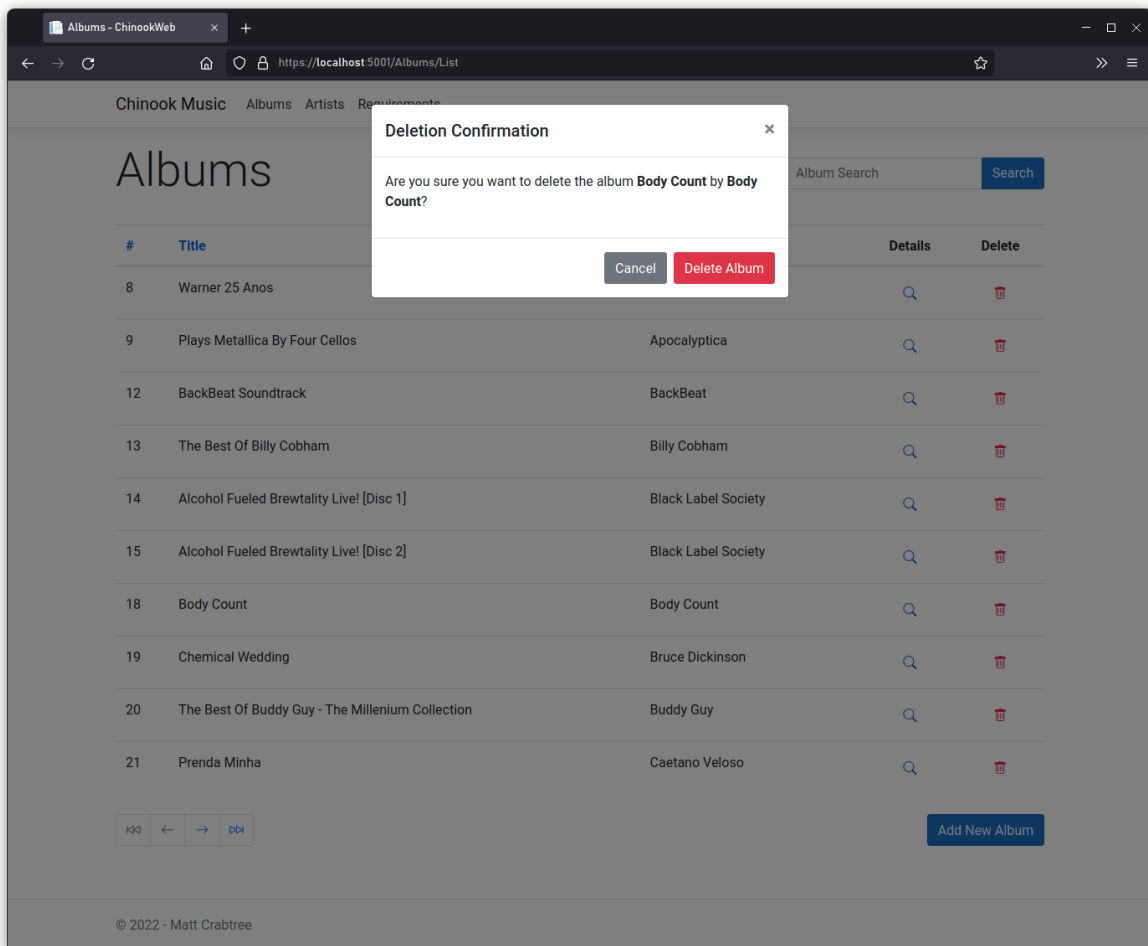 Albums - ChinookWeb
https://localhost:5001/Albums/List
Chinook Music Albums Artists Requirements
Deletion Confirmation ×
Are you sure you want to delete the album Body Count by Body
Count?
Cancel Delete Album
Albums
Album Search Search
# Title Details Delete
8 Warner 25 Anos
9 Plays Metallica By Four Cellos Apocalyptica
12 BackBeat Soundtrack BackBeat
13 The Best Of Billy Cobham Billy Cobham
14 Alcohol Fueled Brewtality Live! [Disc 1] Black Label Society
15 Alcohol Fueled Brewtality Live! [Disc 2] Black Label Society
18 Body Count Body Count
19 Chemical Wedding Bruce Dickinson
20 The Best Of Buddy Guy - The Millenium Collection Buddy Guy
21 Prenda Minha Caetano Veloso
Add New Album
© 2022 - Matt Crabtree